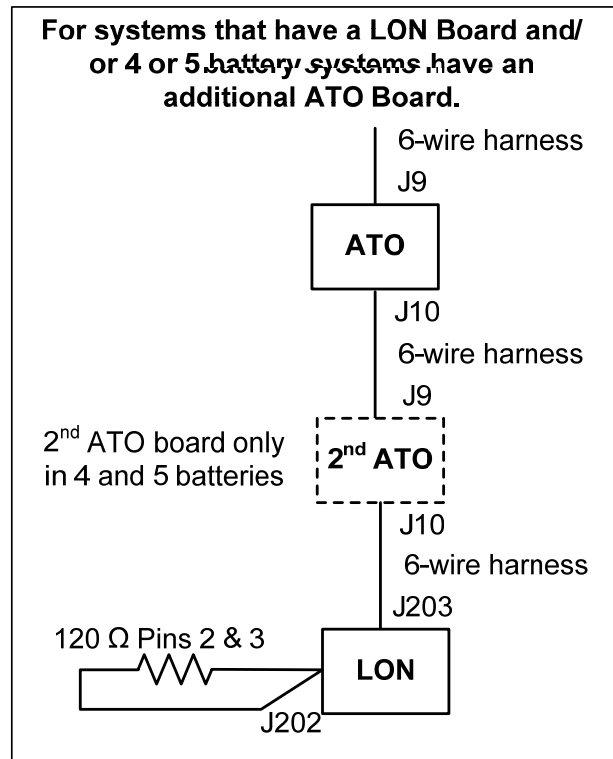 For systems that have a LON Board and/
or 4 or 5 battery systems have an
additional ATO Board.
6-wire harness
J9
ATO
J10
6-wire harness
J9
2nd ATO board only
in 4 and 5 batteries
2nd ATO
J10
6-wire harness
J203
120 Ω Pins 2 & 3
LON
J202